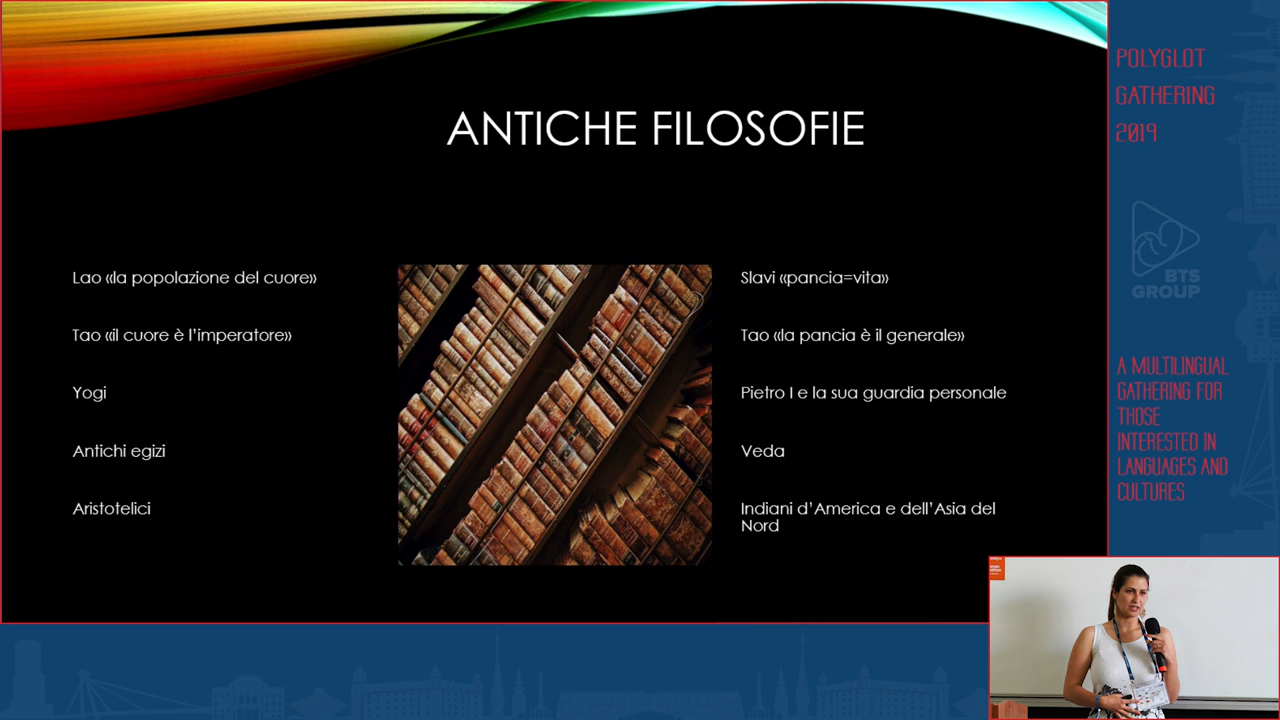 ANTICHE FILOSOFIE
Lao «la popolazione del cuore»
Tao «il cuore è l'imperatore»
Yogi
Antichi egizi
Aristotelici
Slavi «pancia=vita»
Tao «la pancia è il generale»
Pietro I e la sua guardia personale
Veda
Indiani d'America e dell'Asia del
Nord
POLYGLOT
GATHERING
2019
BTS
GROUP
A MULTILINGUAL
GATHERING FOR
THOSE
INTERESTED IN
LANGUAGES AND
CULTURES